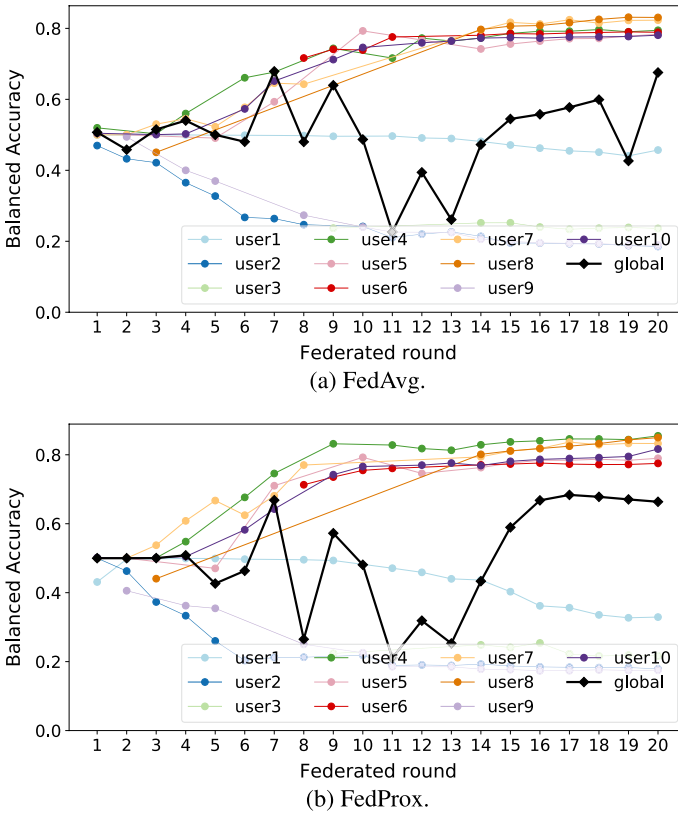 0.8
0.6
0.4
0.2
0.0
Balanced Accuracy
user1 user4 user7 user10
user2 user5 user8 global
user3 user6 user9
1 2 3 4 5 6 7 8 9 10 11 12 13 14 15 16 17 18 19 20
Federated round
(a) FedAvg.
0.8
0.6
0.4
0.2
0.0
Balanced Accuracy
user1 user4 user7 user10
user2 user5 user8 global
user3 user6 user9
1 2 3 4 5 6 7 8 9 10 11 12 13 14 15 16 17 18 19 20
Federated round
(b) FedProx.